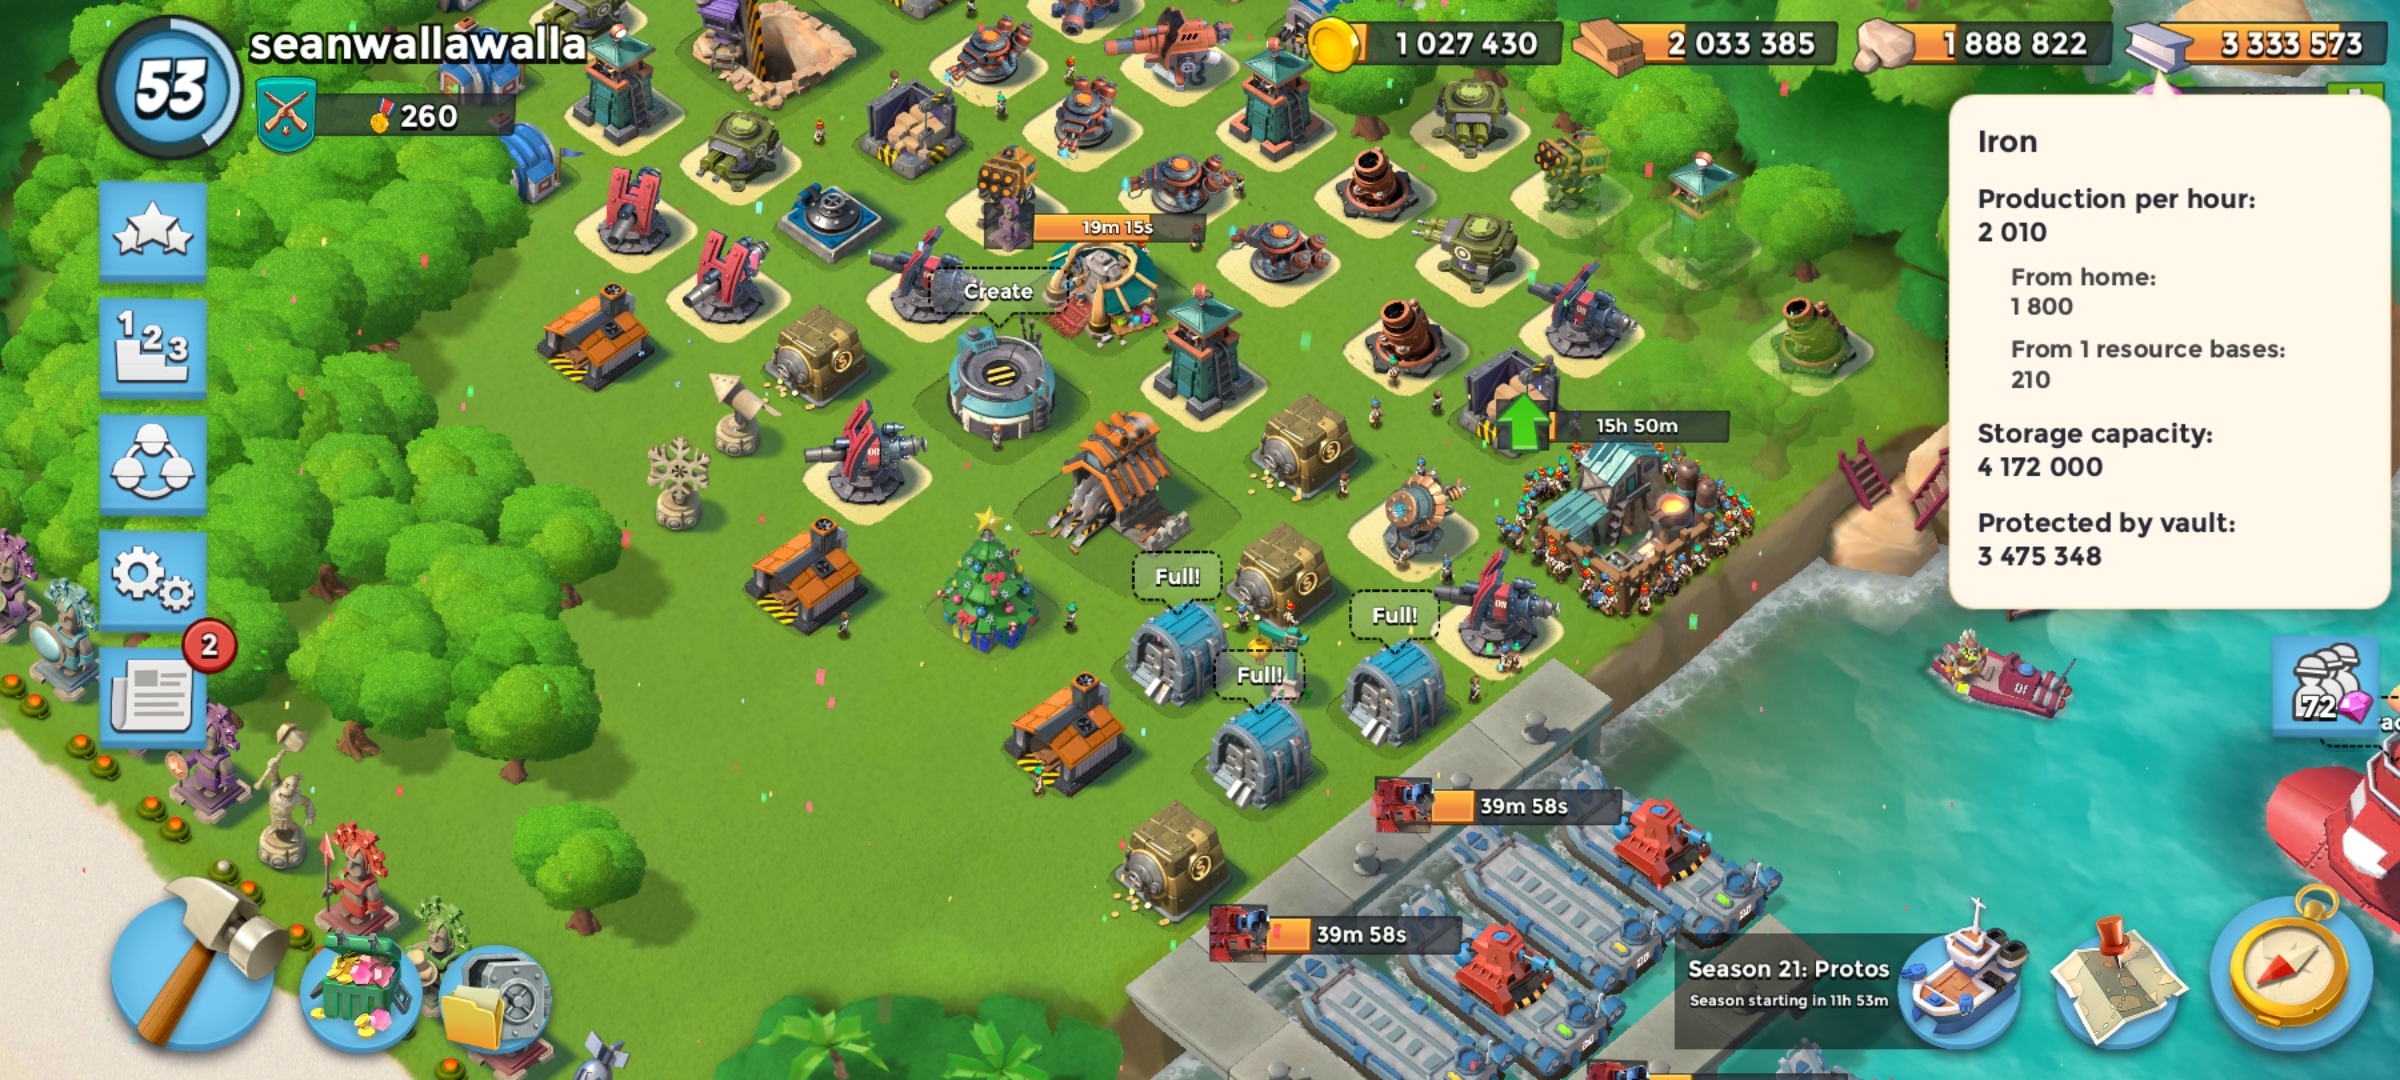 53
seanwallawalla
260
1 027 430
2 033 385
1 888 822
3 333 573
Iron
Production per hour:
2 010
From home:
1 800
From 1 resource bases:
210
Storage capacity:
4 172 000
Protected by vault:
3 475 348
19m 15s
Create
1 2 3
15h 50m
Full!
Full!
Full!
2
72
39m 58s
39m 58s
Season 21: Protos
Season starting in 11h 53m